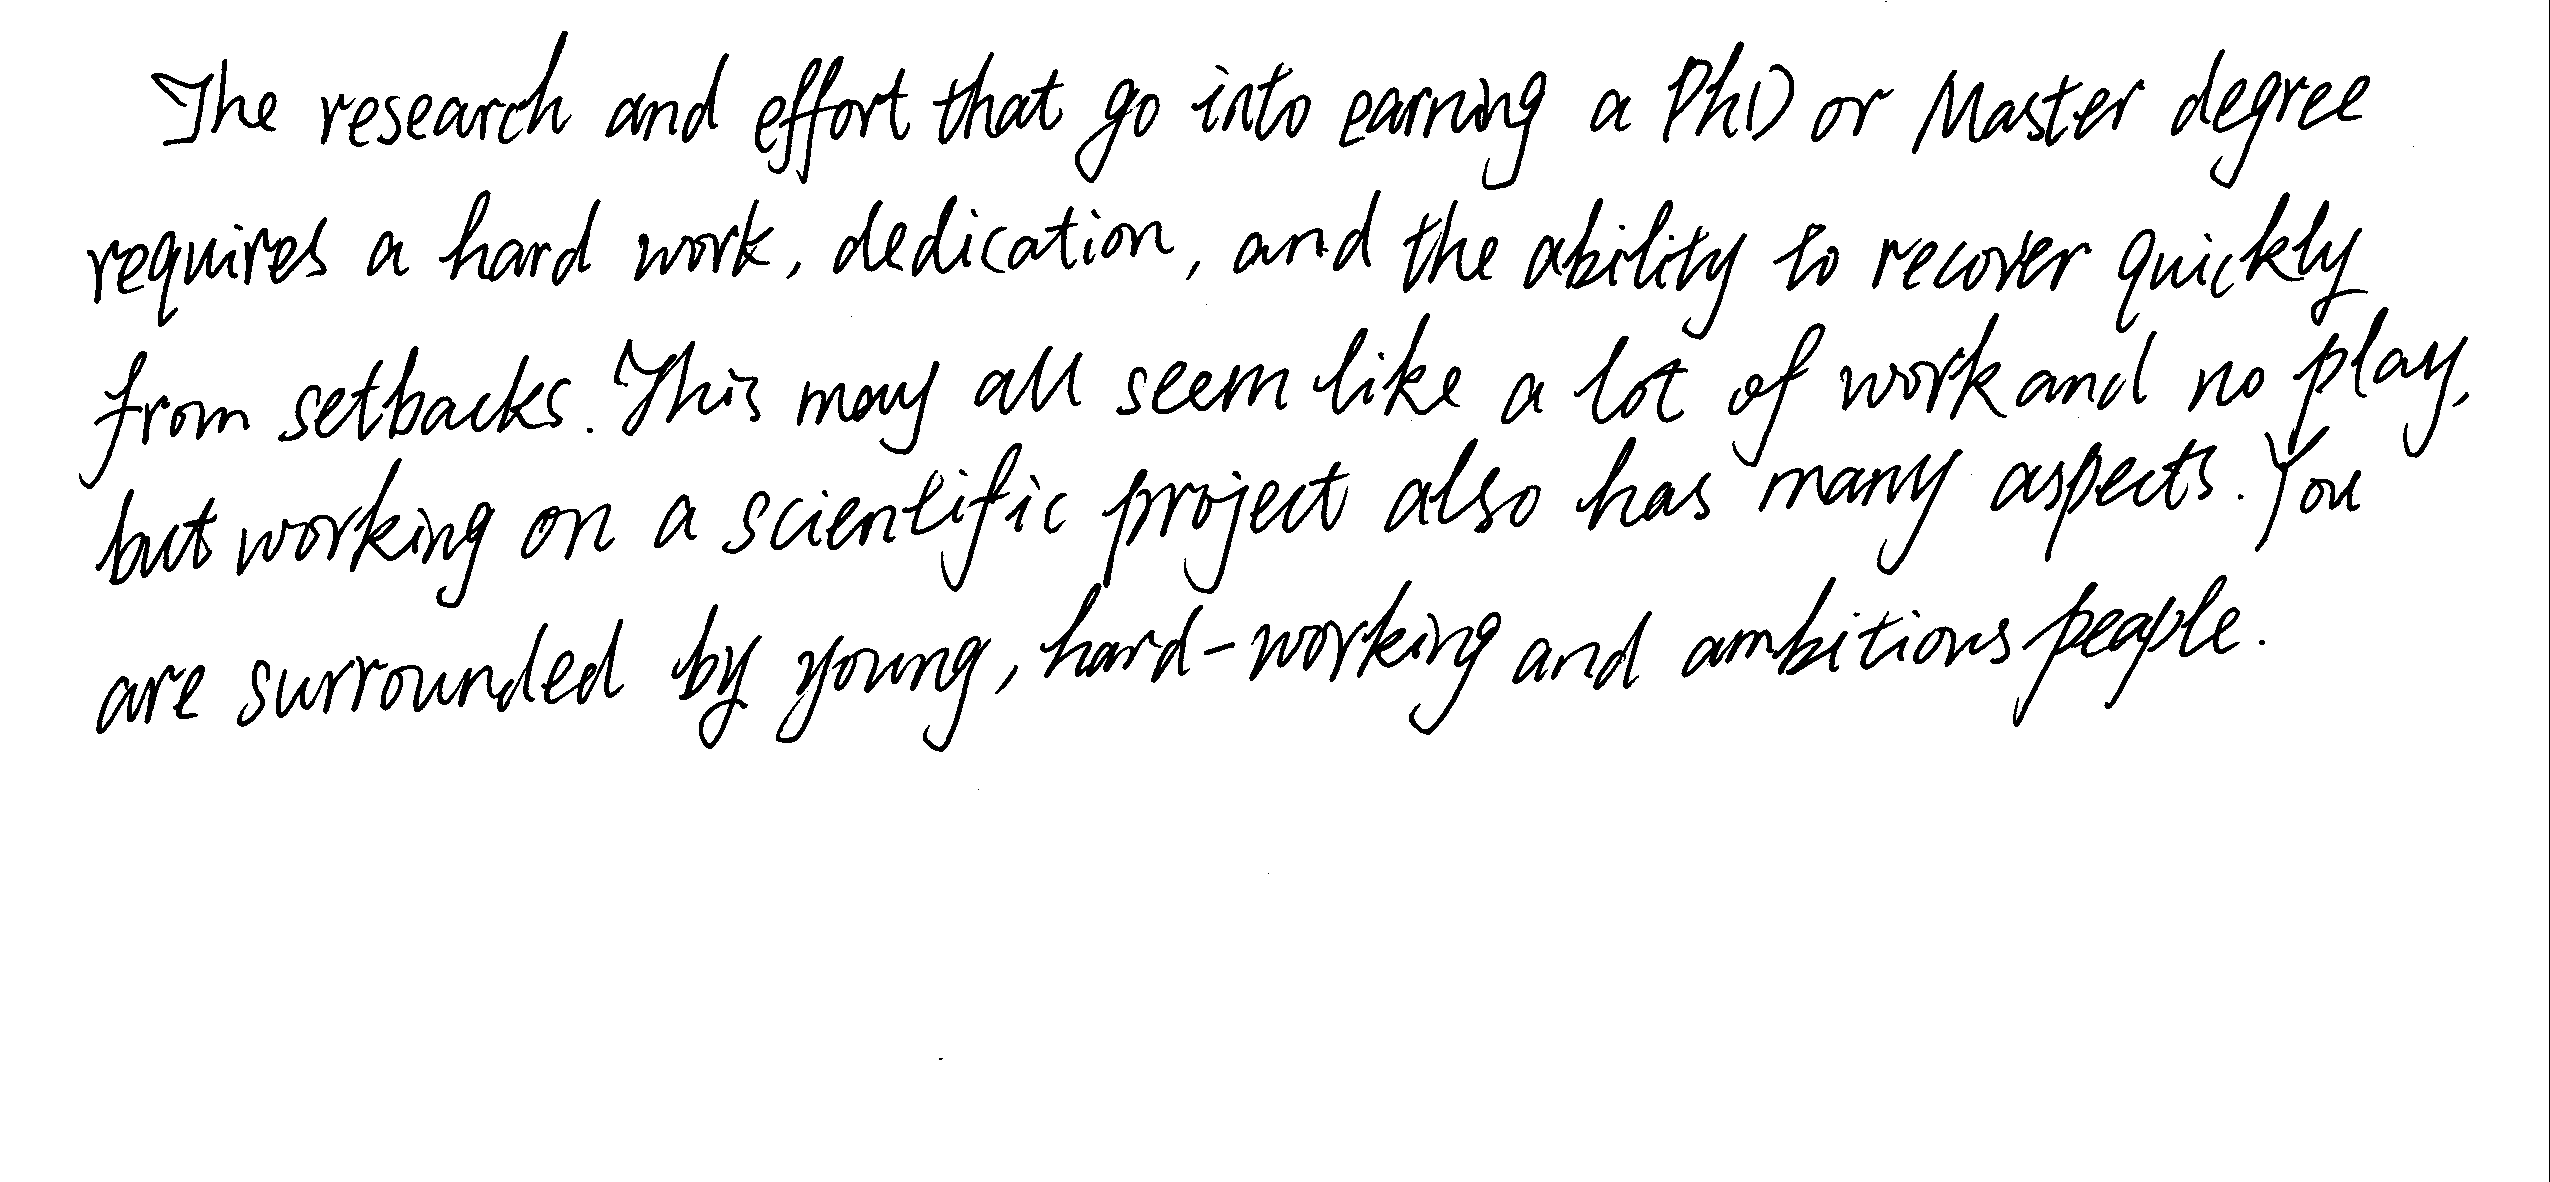 The research and effort that go into earning a PhD or Master degree
requires a hard work, dedication, and the ability to recover quickly
from setbacks. This may all seem like a lot of work and no play,
but working on a scientific project also has many aspects. You
are surrounded by young, hard-working and ambitious people.